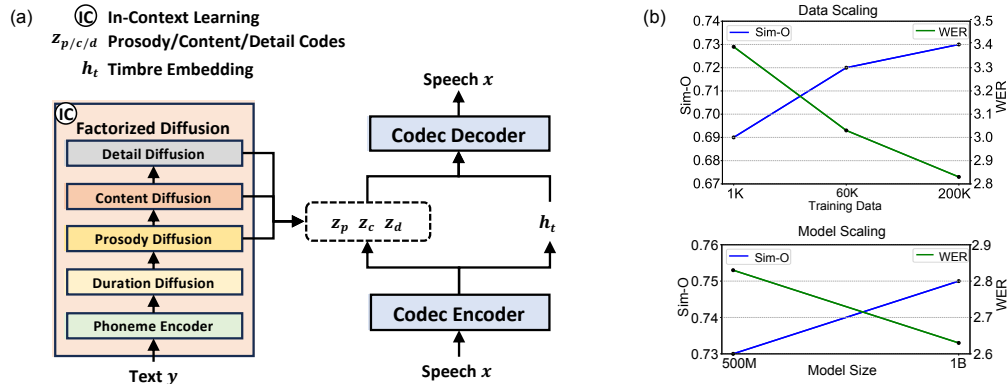 (a)
IC In-Context Learning
z_{p/c/d} Prosody/Content/Detail Codes
h_t Timbre Embedding
IC
Factorized Diffusion
Detail Diffusion
Content Diffusion
Prosody Diffusion
Duration Diffusion
Phoneme Encoder
Text y
Speech x
Codec Decoder
z_p z_c z_d
h_t
Codec Encoder
Speech x
(b)
Data Scaling
Sim-O
WER
0.74
0.73
0.72
0.71
0.70
0.69
0.68
0.67
Sim-O
3.5
3.4
3.3
3.2
3.1
3.0
2.9
2.8
WER
1K 60K 200K
Training Data
Model Scaling
Sim-O
WER
0.76
0.75
0.74
0.73
Sim-O
2.9
2.8
2.7
2.6
WER
500M 1B
Model Size